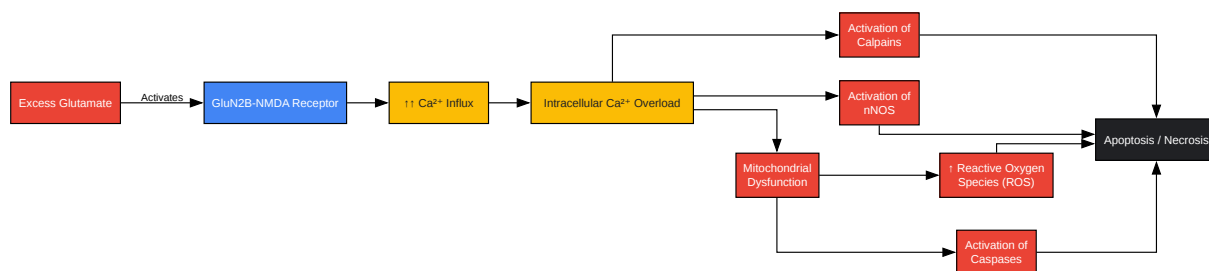 Activation of
Calpains
Excess Glutamate
Activates
GluN2B-NMDA Receptor
↑↑ Ca²⁺ Influx
Intracellular Ca²⁺ Overload
Activation of
nNOS
Apoptosis / Necrosis
Mitochondrial
Dysfunction
↑ Reactive Oxygen
Species (ROS)
Activation of
Caspases